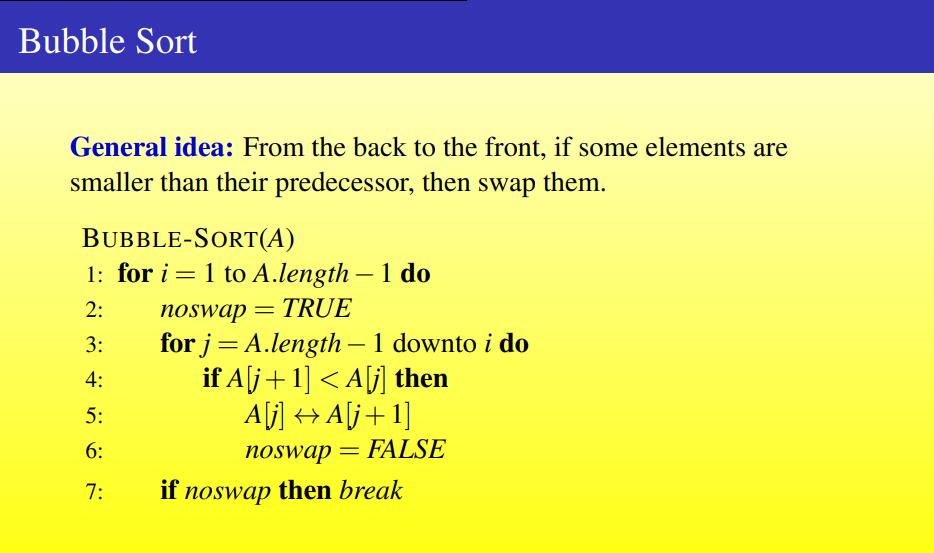 Bubble Sort
General idea: From the back to the front, if some elements are
smaller than their predecessor, then swap them.
BUBBLE-SORT(A)
1: for i = 1 to A.length − 1 do
2: noswap = TRUE
3: for j = A.length − 1 downto i do
4: if A[j + 1] < A[j] then
5: A[j] ↔ A[j + 1]
6: noswap = FALSE
7: if noswap then break